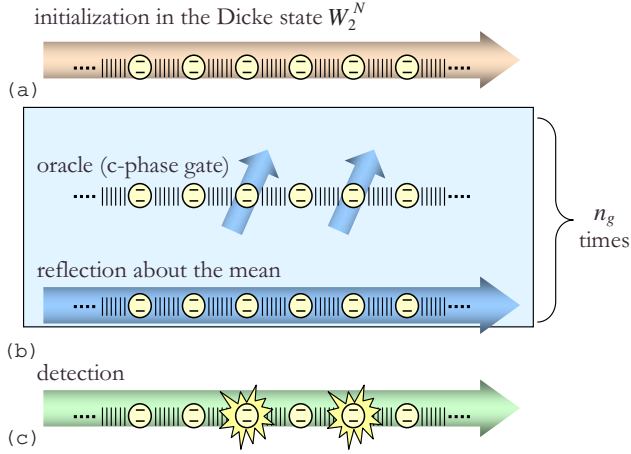 initialization in the Dicke state W_2^N
(a)
oracle (c-phase gate)
n_g
times
reflection about the mean
(b)
detection
(c)